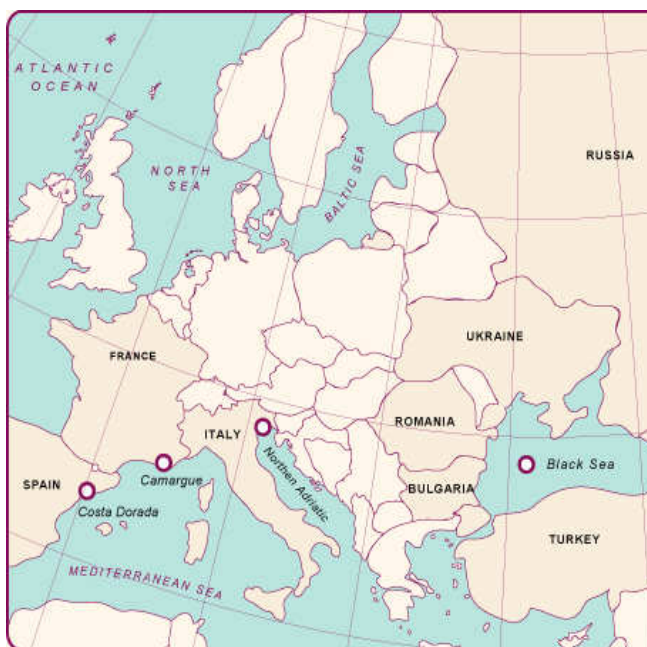 ATLANTIC
OCEAN
RUSSIA
NORTH
SEA
BALTIC SEA
UKRAINE
FRANCE
ROMANIA
ITALY
Northen Adriatic
Black Sea
Camargue
SPAIN
BULGARIA
Costa Dorada
TURKEY
MEDITERRANEAN SEA